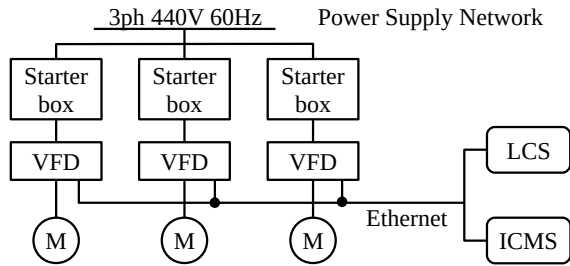 3ph 440V 60Hz
Power Supply Network
Starter
box
Starter
box
Starter
box
VFD
VFD
VFD
LCS
Ethernet
M
M
M
ICMS